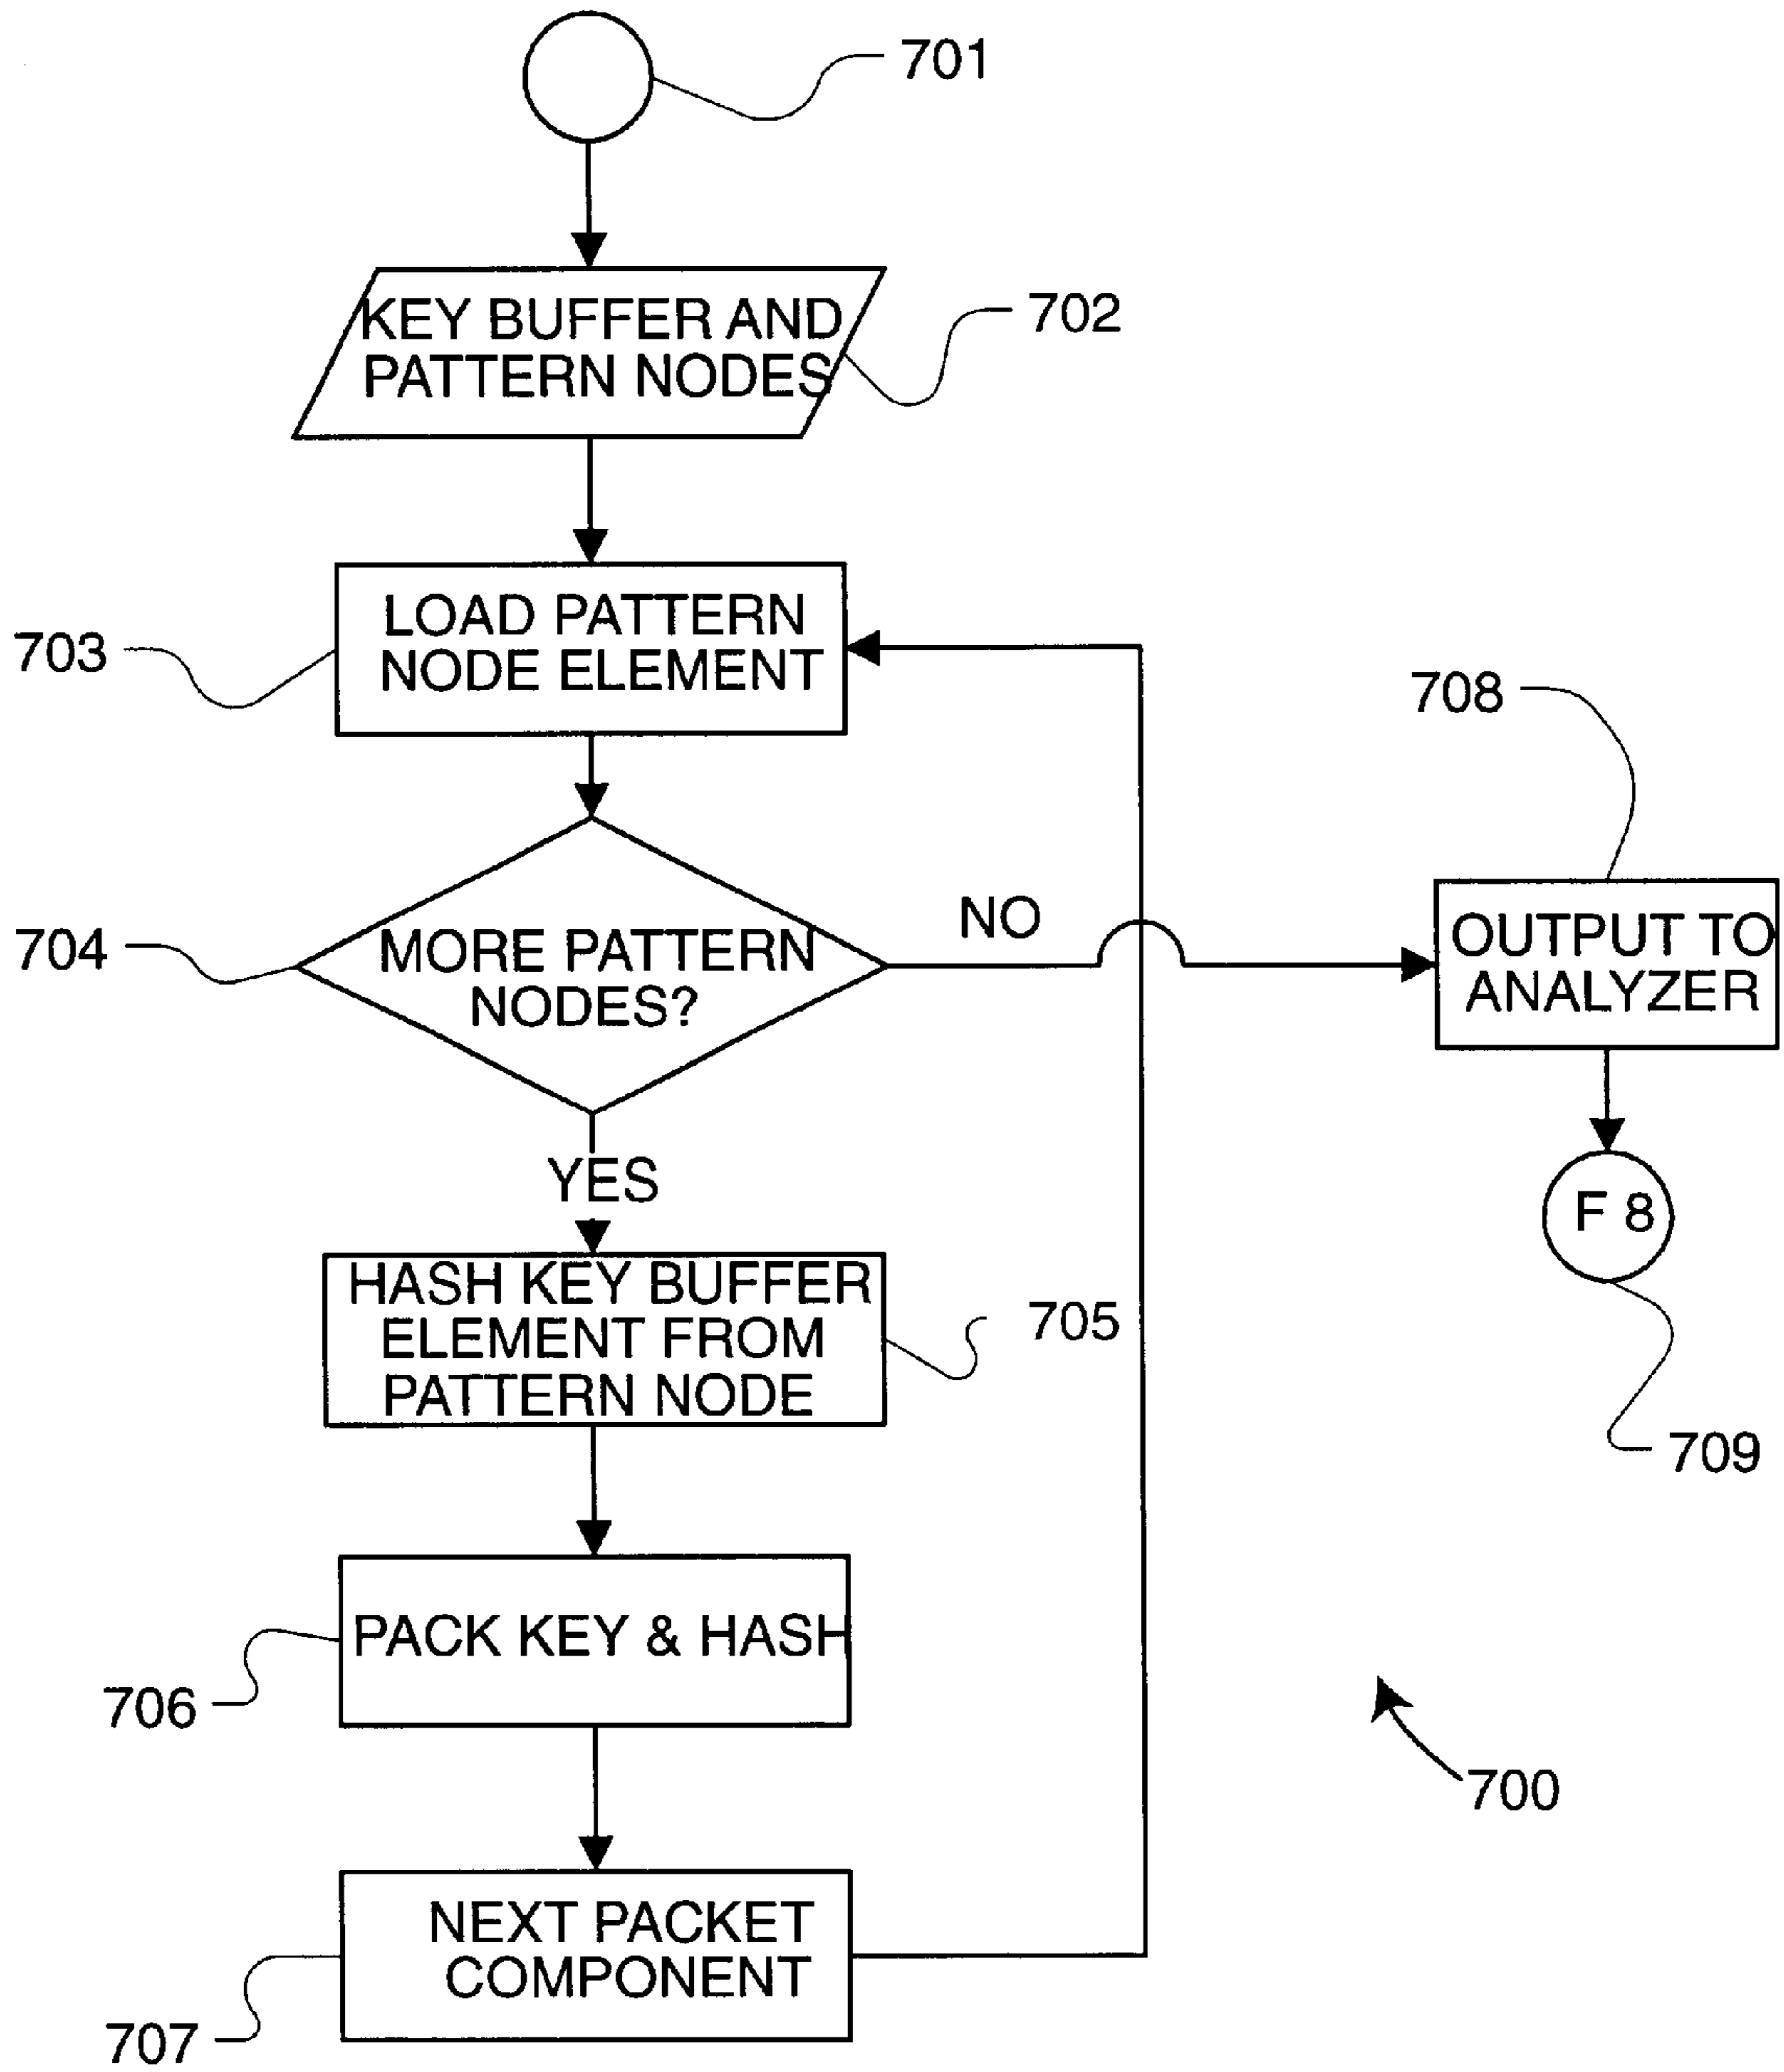 701
KEY BUFFER AND
PATTERN NODES
702
LOAD PATTERN
NODE ELEMENT
703
708
NO
704
MORE PATTERN
NODES?
OUTPUT TO
ANALYZER
YES
F 8
HASH KEY BUFFER
ELEMENT FROM
PATTERN NODE
705
709
PACK KEY & HASH
706
700
NEXT PACKET
COMPONENT
707